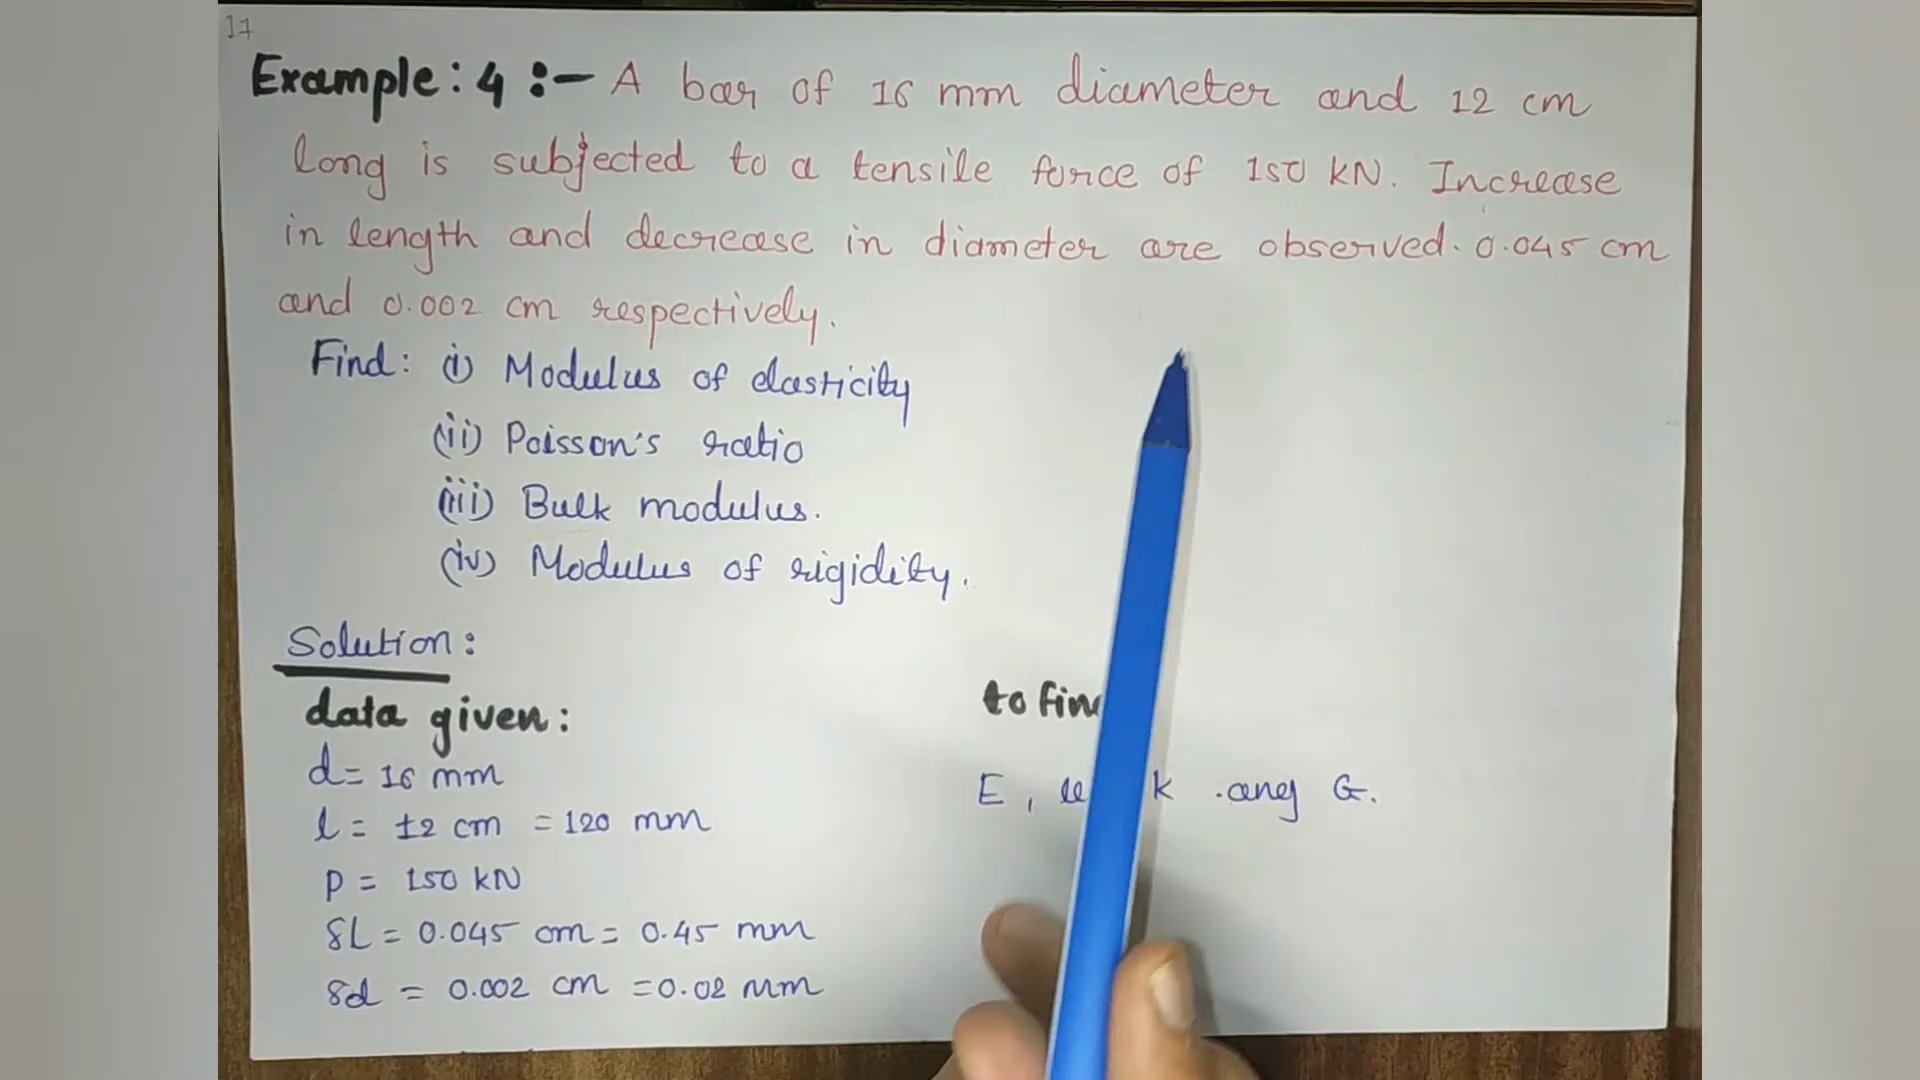 17
Example: 4 :- A bar of 16 mm diameter and 12 cm
long is subjected to a tensile force of 150 kN. Increase
in length and decrease in diameter are observed. 0.045 cm
and 0.002 cm respectively.
Find: (i) Modulus of elasticity
(ii) Poisson's ratio
(iii) Bulk modulus.
(iv) Modulus of rigidity.
Solution:
data given:
to fin
d= 16 mm
E, k and G.
l = 12 cm = 120 mm
P = 150 kN
δL = 0.045 cm = 0.45 mm
δd = 0.002 cm = 0.02 mm